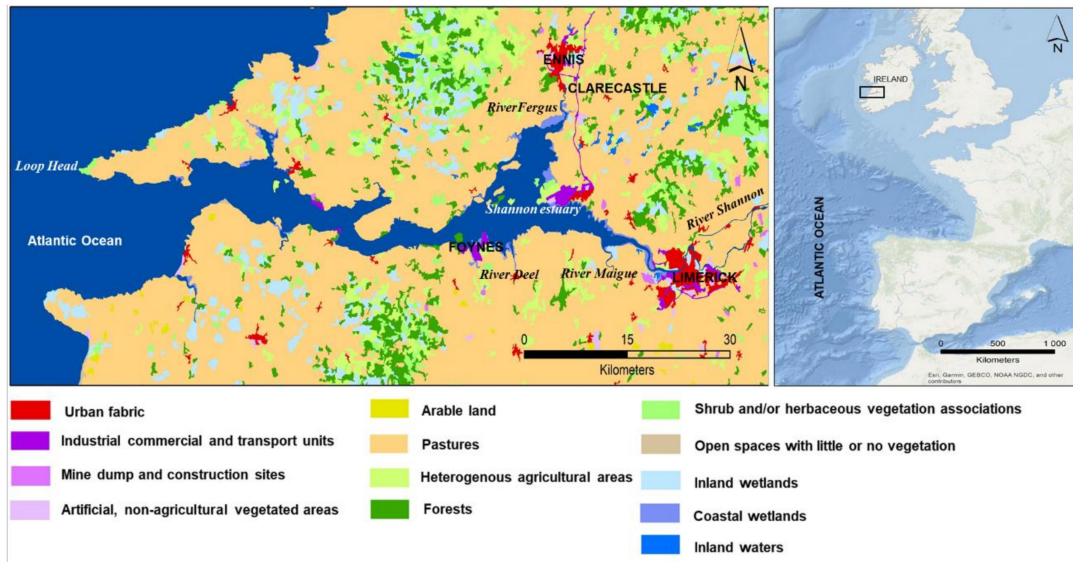 ENNIS
CLARECASTLE
RiverFergus
N
Loop Head
Shannon estuary
River Shannon
Atlantic Ocean
FOYNES
River Deel
River Maigue
LIMERICK
0 15 30
Kilometers
N
IRELAND
ATLANTIC OCEAN
0 500 1 000
Kilometers
Esri, Garmin, GEBCO, NOAA NGDC, and other
contributors
Urban fabric
Industrial commercial and transport units
Mine dump and construction sites
Artificial, non-agricultural vegetated areas
Arable land
Pastures
Heterogenous agricultural areas
Forests
Shrub and/or herbaceous vegetation associations
Open spaces with little or no vegetation
Inland wetlands
Coastal wetlands
Inland waters